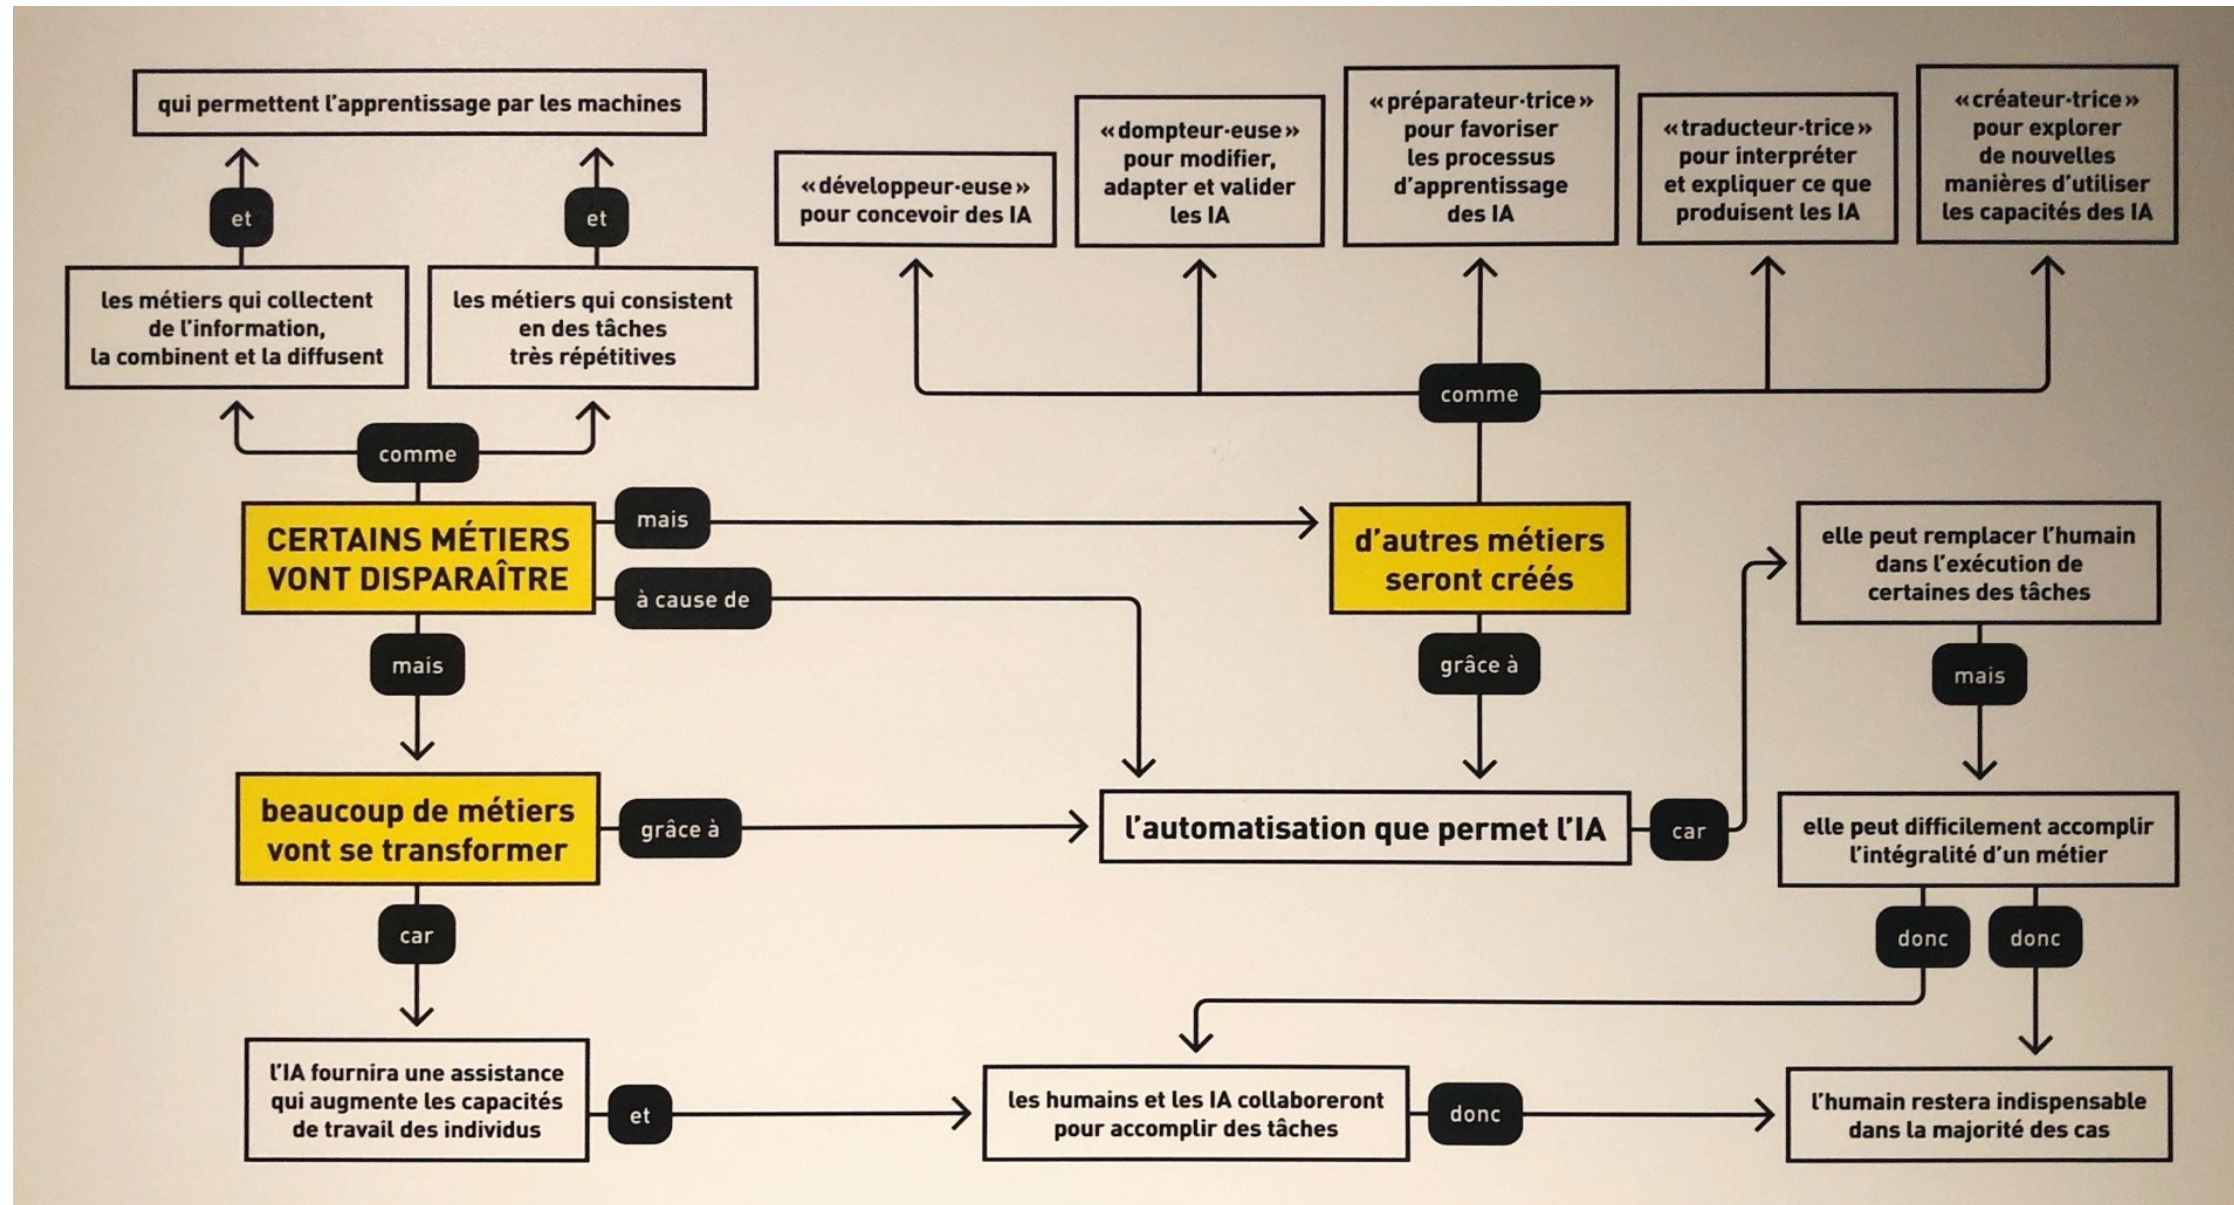 qui permettent l'apprentissage par les machines
et
et
les métiers qui collectent
de l'information,
la combinent et la diffusent
les métiers qui consistent
en des tâches
très répétitives
comme
«développeur·euse»
pour concevoir des IA
«dompteur·euse»
pour modifier,
adapter et valider
les IA
«préparateur·trice»
pour favoriser
les processus
d'apprentissage
des IA
«traducteur·trice»
pour interpréter
et expliquer ce que
produisent les IA
«créateur·trice»
pour explorer
de nouvelles
manières d'utiliser
les capacités des IA
comme
CERTAINS MÉTIERS
VONT DISPARAÎTRE
mais
à cause de
d'autres métiers
seront créés
elle peut remplacer l'humain
dans l'exécution de
certaines des tâches
mais
grâce à
mais
beaucoup de métiers
vont se transformer
grâce à
l'automatisation que permet l'IA
car
elle peut difficilement accomplir
l'intégralité d'un métier
car
donc
donc
l'IA fournira une assistance
qui augmente les capacités
de travail des individus
et
les humains et les IA collaboreront
pour accomplir des tâches
donc
l'humain restera indispensable
dans la majorité des cas